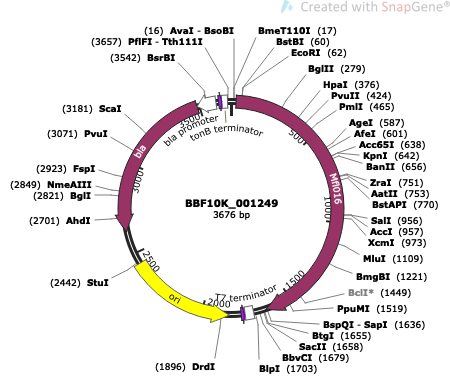 Created with SnapGene®
(16) AvaI - BsoBI
BmeT110I (17)
(3657) PflFI - Tth111I
BstBI (60)
(3542) BsrBI
EcoRI (62)
BglII (279)
HpaI (376)
PvuII (424)
PmlI (465)
(3181) ScaI
(3071) PvuI
AgeI (587)
AfeI (601)
Acc65I (638)
KpnI (642)
BanII (656)
(2923) FspI
(2849) NmeAIII
(2821) BglI
(2701) AhdI
ZraI (751)
AatII (753)
BstAPI (770)
SalI (956)
AccI (957)
XcmI (973)
MluI (1109)
BmgBI (1221)
BclI* (1449)
PpuMI (1519)
BspQI - SapI (1636)
BtgI (1655)
SacII (1658)
BbvCI (1679)
BlpI (1703)
(2442) StuI
(1896) DrdI
bla promoter
tonB terminator
bla
Mfl016
ori
T7 terminator
500
1000
1500
2000
2500
3000
3500
BBF10K_001249
3676 bp